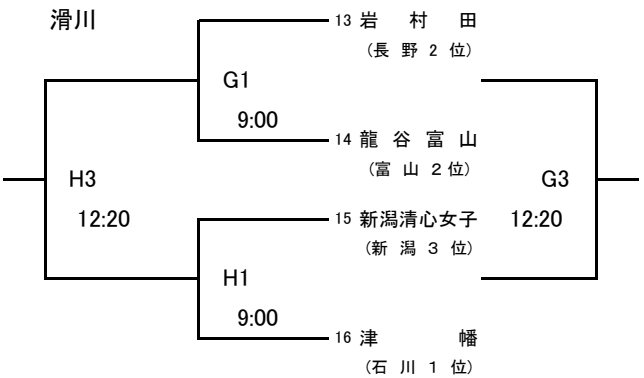 滑川
13 岩 村 田
(長 野 2 位)
G1
9:00
14 龍 谷 富 山
(富 山 2 位)
H3
12:20
G3
12:20
15 新潟清心女子
(新 潟 3 位)
H1
9:00
16 津 幡
(石 川 1 位)